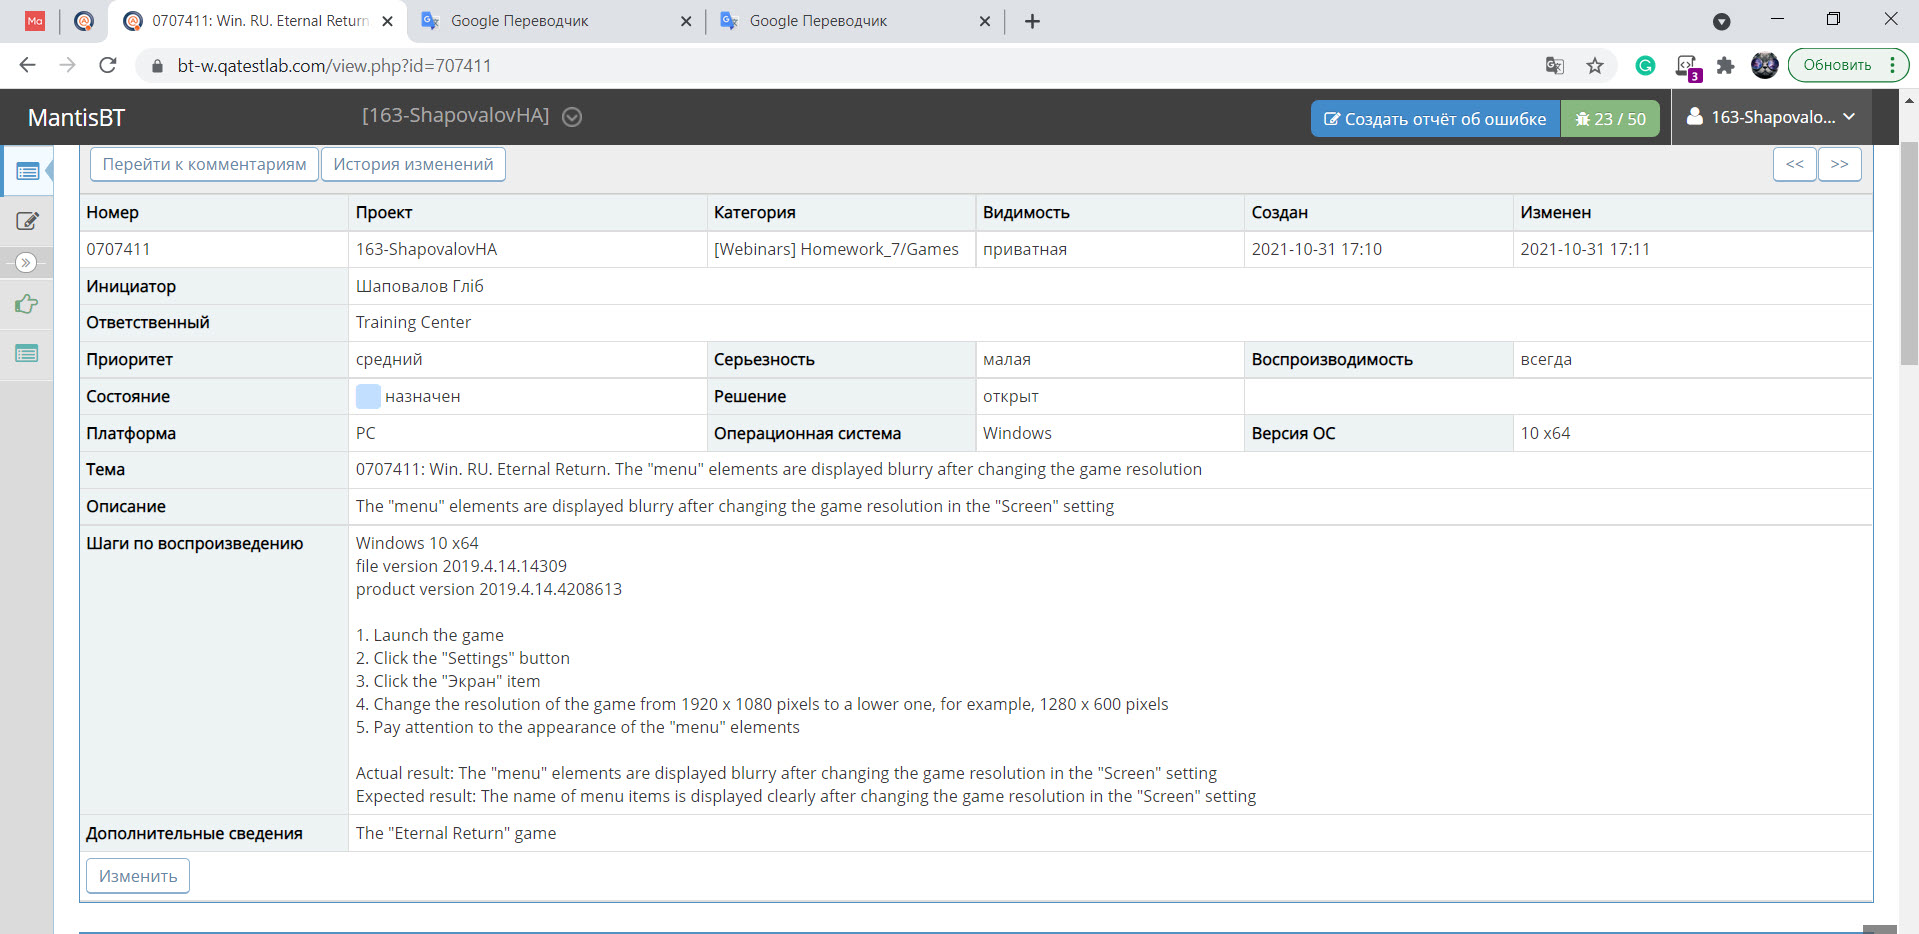 Ma
0707411: Win. RU. Eternal Return
Google Переводчик
Google Переводчик
bt-w.qatestlab.com/view.php?id=707411
3
Обновить
MantisBT
[163-ShapovalovHA]
Создать отчёт об ошибке
23 / 50
163-Shapovalo...
Перейти к комментариям
История изменений
<<
>>
Номер Проект Категория Видимость Создан Изменен
0707411 163-ShapovalovHA [Webinars] Homework_7/Games приватная 2021-10-31 17:10 2021-10-31 17:11
Инициатор Шаповалов Гліб
Ответственный Training Center
Приоритет средний Серьезность малая Воспроизводимость всегда
Состояние назначен Решение открыт
Платформа PC Операционная система Windows Версия ОС 10 x64
Тема 0707411: Win. RU. Eternal Return. The "menu" elements are displayed blurry after changing the game resolution
Описание The "menu" elements are displayed blurry after changing the game resolution in the "Screen" setting
Шаги по воспроизведению Windows 10 x64
file version 2019.4.14.14309
product version 2019.4.14.4208613
1. Launch the game
2. Click the "Settings" button
3. Click the "Экран" item
4. Change the resolution of the game from 1920 x 1080 pixels to a lower one, for example, 1280 x 600 pixels
5. Pay attention to the appearance of the "menu" elements
Actual result: The "menu" elements are displayed blurry after changing the game resolution in the "Screen" setting
Expected result: The name of menu items is displayed clearly after changing the game resolution in the "Screen" setting
Дополнительные сведения The "Eternal Return" game
Изменить